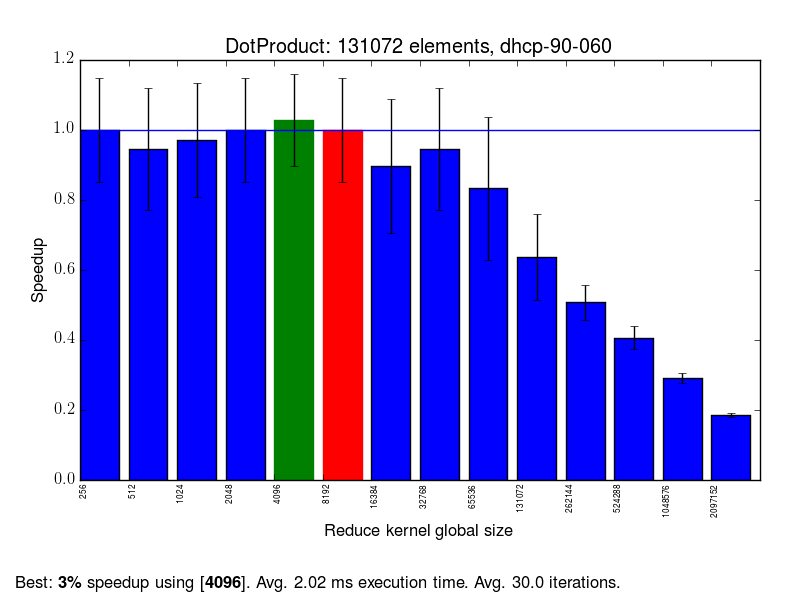 DotProduct: 131072 elements, dhcp-90-060
1.2
1.0
0.8
0.6
0.4
0.2
0.0
Speedup
256 512 1024 2048 4096 8192 16384 32768 65536 131072 262144 524288 1048576 2097152
Reduce kernel global size
Best: 3% speedup using [4096]. Avg. 2.02 ms execution time. Avg. 30.0 iterations.